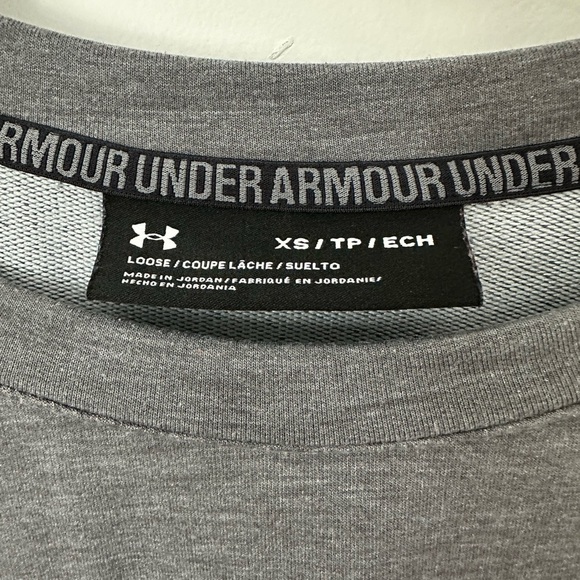 RMOUR UNDER ARMOUR UNDER
XS / TP / ECH
LOOSE / COUPE LÂCHE / SUELTO
MADE IN JORDAN / FABRIQUÉ EN JORDANIE/
HECHO EN JORDANIA